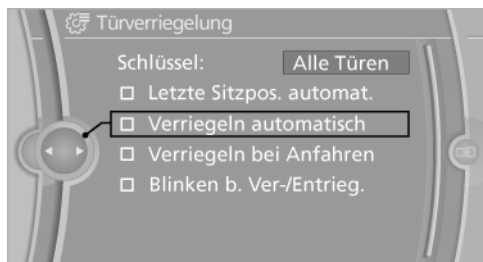 Türverriegelung
Schlüssel: Alle Türen
Letzte Sitzpos. automat.
Verriegeln automatisch
Verriegeln bei Anfahren
Blinken b. Ver-/Entrieg.